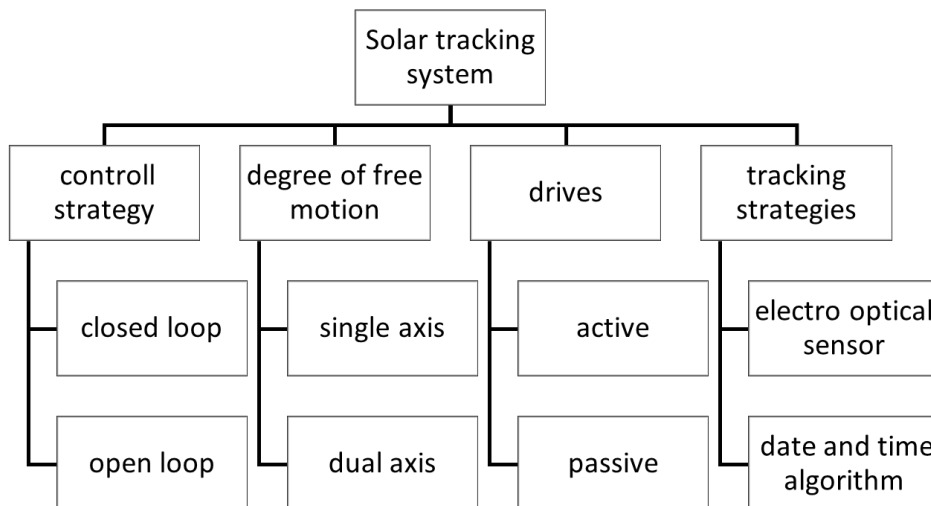 Solar tracking
system
controll
strategy
degree of free
motion
drives
tracking
strategies
closed loop
single axis
active
electro optical
sensor
open loop
dual axis
passive
date and time
algorithm